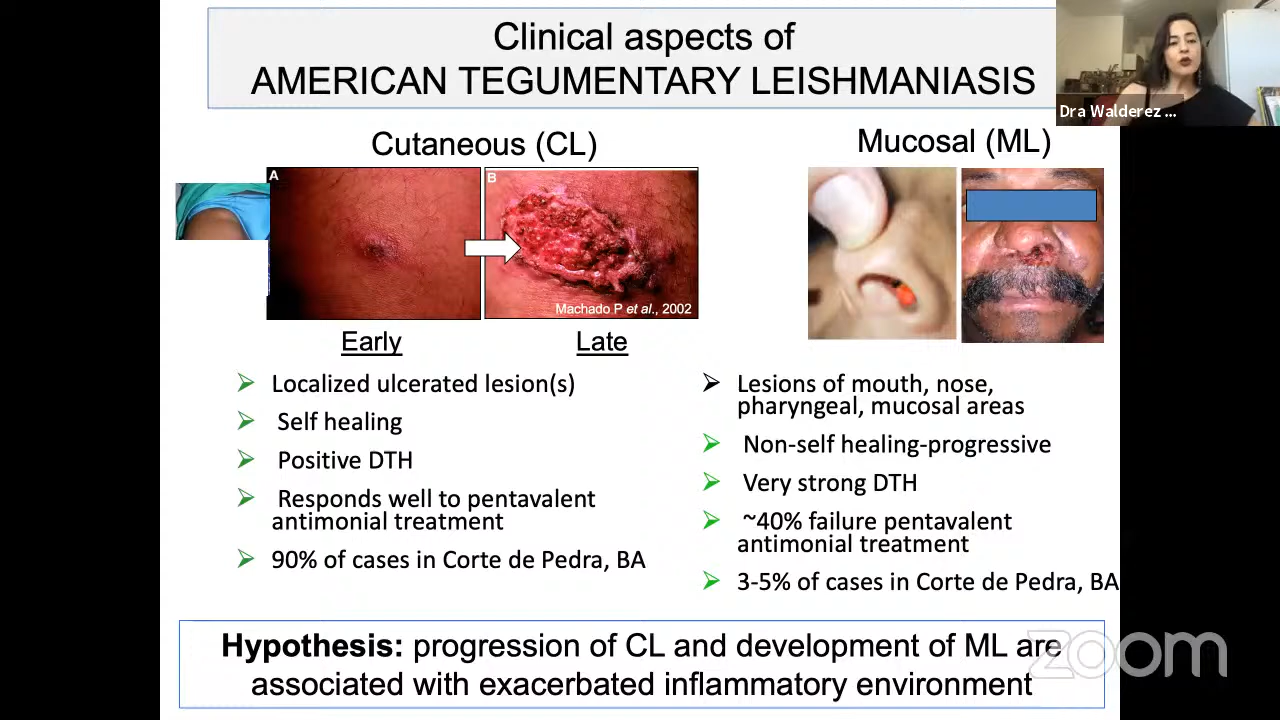 Clinical aspects of
AMERICAN TEGUMENTARY LEISHMANIASIS
Dra Walderez ...
Cutaneous (CL)
Mucosal (ML)
A
B
Machado P et al., 2002
Early
Late
Localized ulcerated lesion(s)
Self healing
Positive DTH
Responds well to pentavalent
antimonial treatment
90% of cases in Corte de Pedra, BA
Lesions of mouth, nose,
pharyngeal, mucosal areas
Non-self healing-progressive
Very strong DTH
~40% failure pentavalent
antimonial treatment
3-5% of cases in Corte de Pedra, BA
Hypothesis: progression of CL and development of ML are
associated with exacerbated inflammatory environment
zoom